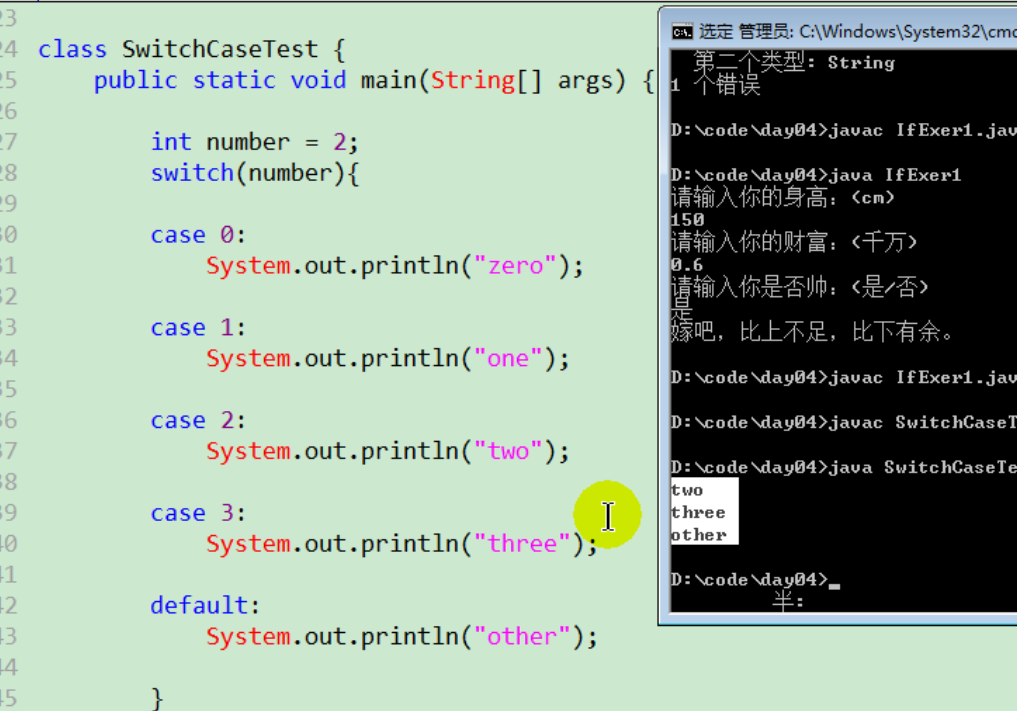 23
24 class SwitchCaseTest {
25 public static void main(String[] args) {
26
27 int number = 2;
28 switch(number){
29
30 case 0:
31 System.out.println("zero");
32
33 case 1:
34 System.out.println("one");
35
36 case 2:
37 System.out.println("two");
38
39 case 3:
40 System.out.println("three");
41
42 default:
43 System.out.println("other");
44
45 }
选定 管理员: C:\Windows\System32\cmd
第二个类型: String
1 个错误
D:\code\day04>javac IfExer1.jav
D:\code\day04>java IfExer1
请输入你的身高：(cm)
150
请输入你的财富：(千万)
0.6
请输入你是否帅：(是/否)
是
嫁吧，比上不足，比下有余。
D:\code\day04>javac IfExer1.jav
D:\code\day04>javac SwitchCaseT
D:\code\day04>java SwitchCaseTe
two
three
other
D:\code\day04>_
半: